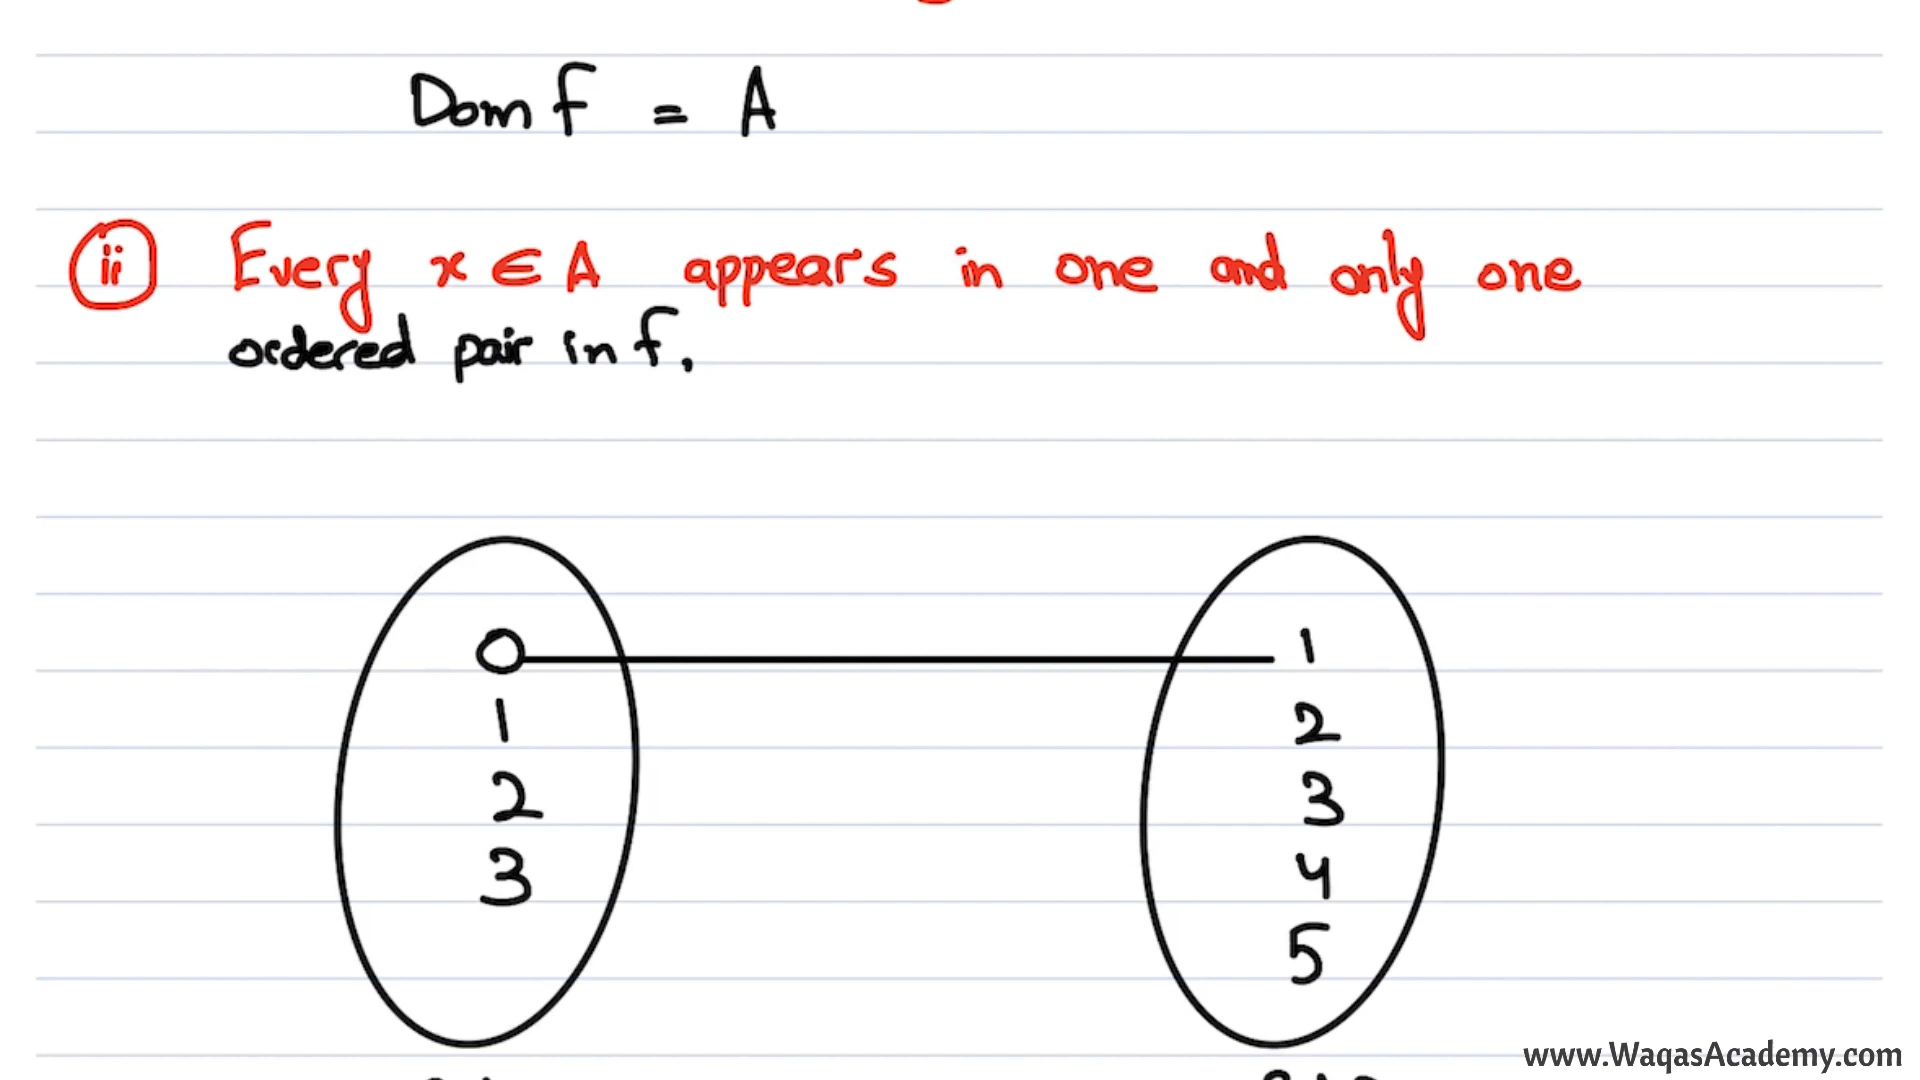 Dom f = A
ii Every x ∈ A appears in one and only one
ordered pair in f.
0 1
1 2
2 3
3 4
5
www.WaqasAcademy.com